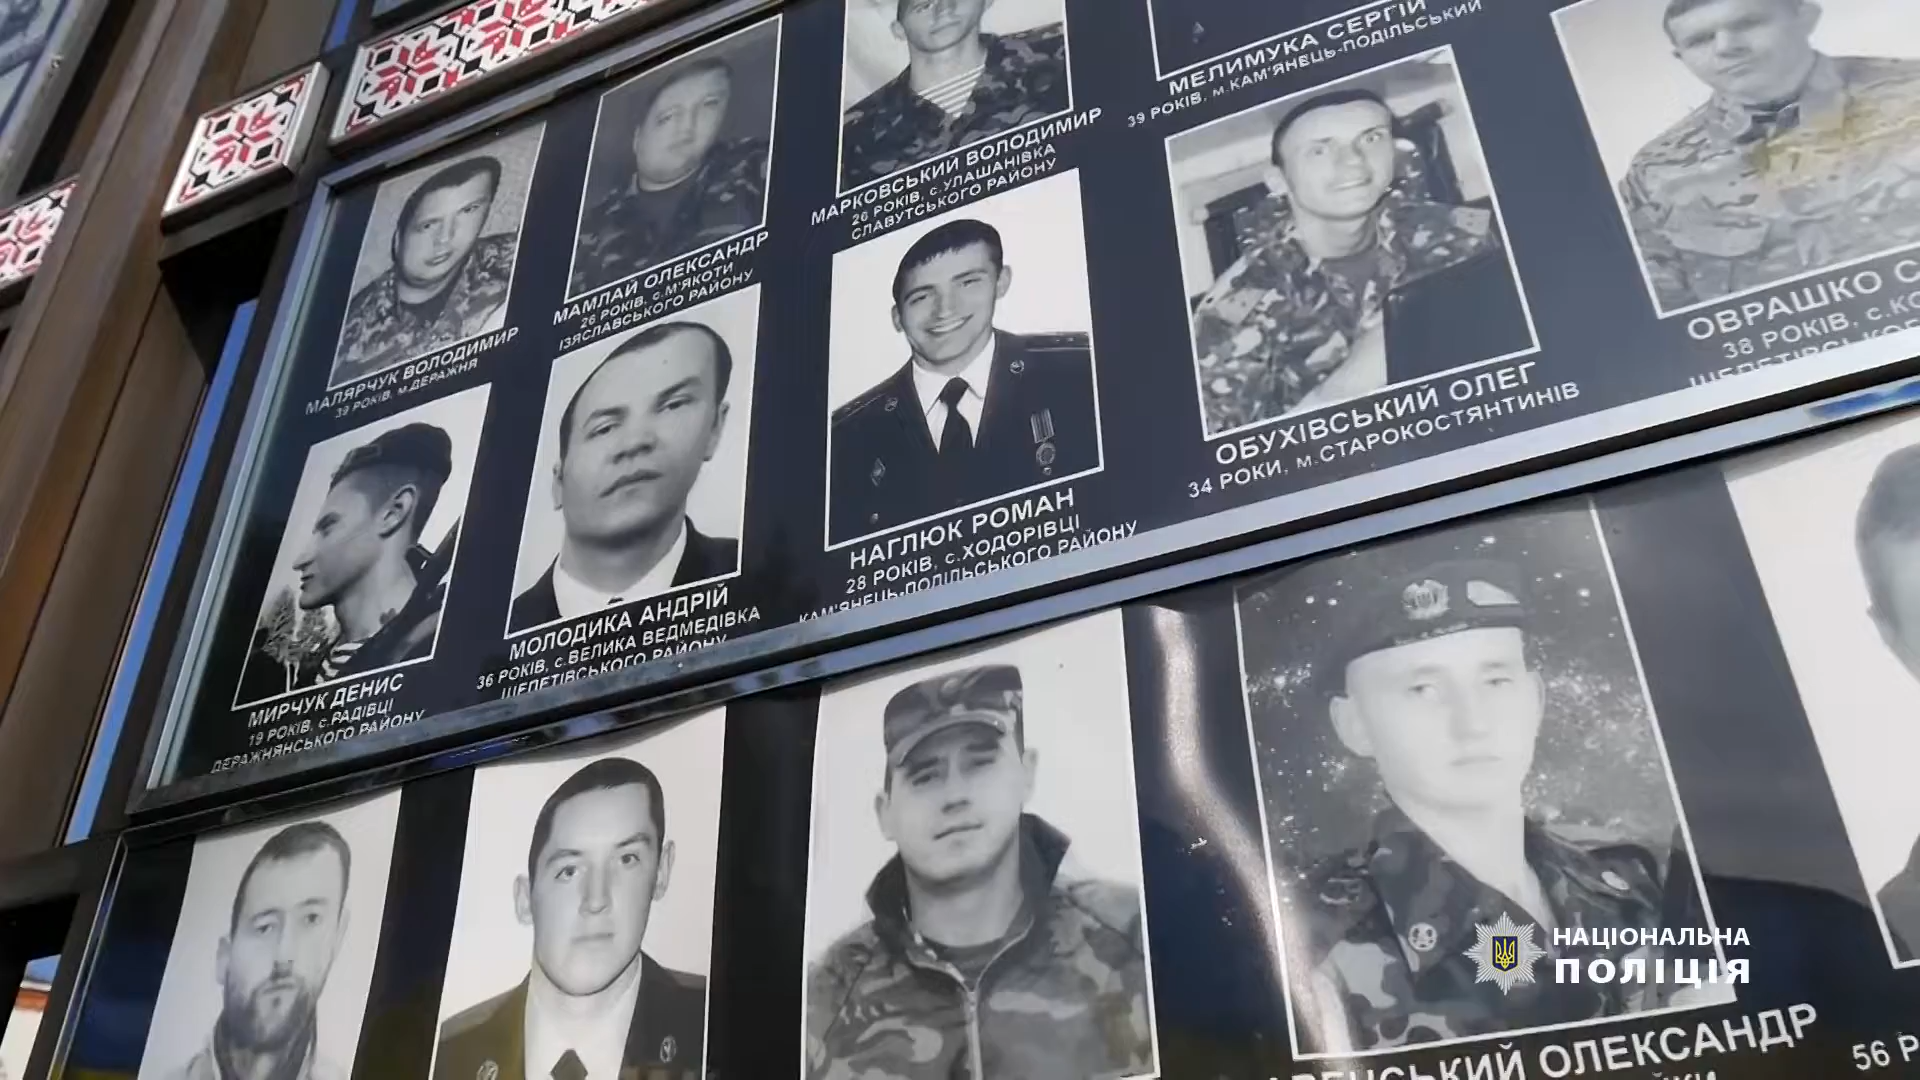 МЕЛИМУКА СЕРГІЙ
39 РОКІВ, м.КАМ'ЯНЕЦЬ-ПОДІЛЬСЬКИЙ
МАЛЯРЧУК ВОЛОДИМИР
39 РОКІВ, м.ДЕРАЖНЯ
МАМЛАЙ ОЛЕКСАНДР
26 РОКІВ, с.М'ЯКОТИ
ІЗЯСЛАВСЬКОГО РАЙОНУ
МАРКОВСЬКИЙ ВОЛОДИМИР
26 РОКІВ, с.УЛАШАНІВКА
СЛАВУТСЬКОГО РАЙОНУ
ОБУХІВСЬКИЙ ОЛЕГ
34 РОКИ, м.СТАРОКОСТЯНТИНІВ
ОВРАШКО С
38 РОКІВ, с.КО
МИРЧУК ДЕНИС
19 РОКІВ, с.РАДІВЦІ
ДЕРАЖНЯНСЬКОГО РАЙОНУ
МОЛОДИКА АНДРІЙ
36 РОКІВ, с.ВЕЛИКА ВЕДМЕДІВКА
ШЕПЕТІВСЬКОГО РАЙОНУ
НАГЛЮК РОМАН
28 РОКІВ, с.ХОДОРІВЦІ
КАМ'ЯНЕЦЬ-ПОДІЛЬСЬКОГО РАЙОНУ
НАЦІОНАЛЬНА
ПОЛІЦІЯ
ОЛЕКСАНДР
56 Р